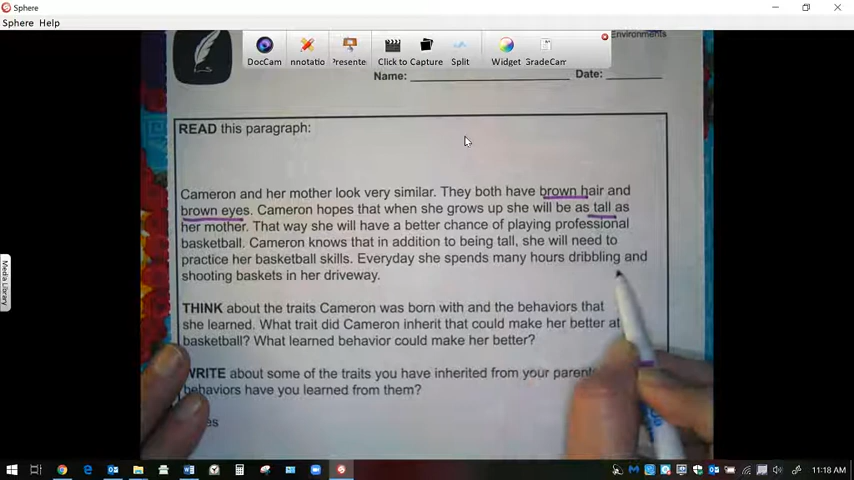 Sphere
Sphere Help
Environments
DocCam
nnotatio
Presente
Click to Capture
Split
Widget
GradeCam
Name:
Date:
READ this paragraph:
Cameron and her mother look very similar. They both have brown hair and
brown eyes. Cameron hopes that when she grows up she will be as tall as
her mother. That way she will have a better chance of playing professional
basketball. Cameron knows that in addition to being tall, she will need to
practice her basketball skills. Everyday she spends many hours dribbling and
shooting baskets in her driveway.
THINK about the traits Cameron was born with and the behaviors that
she learned. What trait did Cameron inherit that could make her better at
basketball? What learned behavior could make her better?
WRITE about some of the traits you have inherited from your parents
behaviors have you learned from them?
es
Media Library
11:18 AM